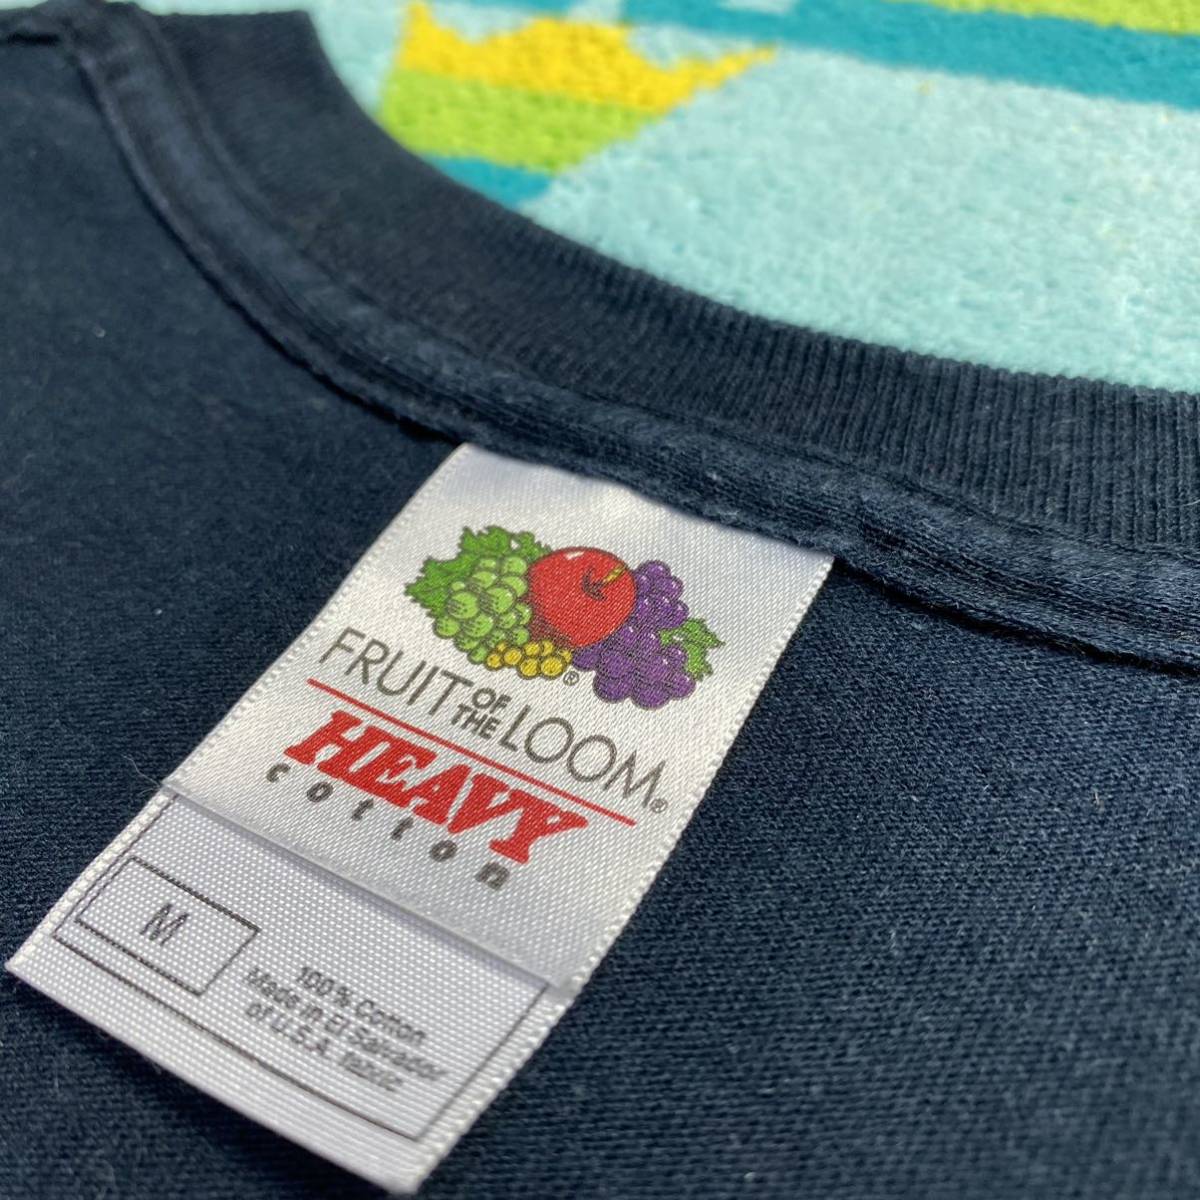 ®
FRUIT OF THE LOOM®
HEAVY
cotton
M
100% Cotton
Made in El Salvador
of U.S.A. fabric